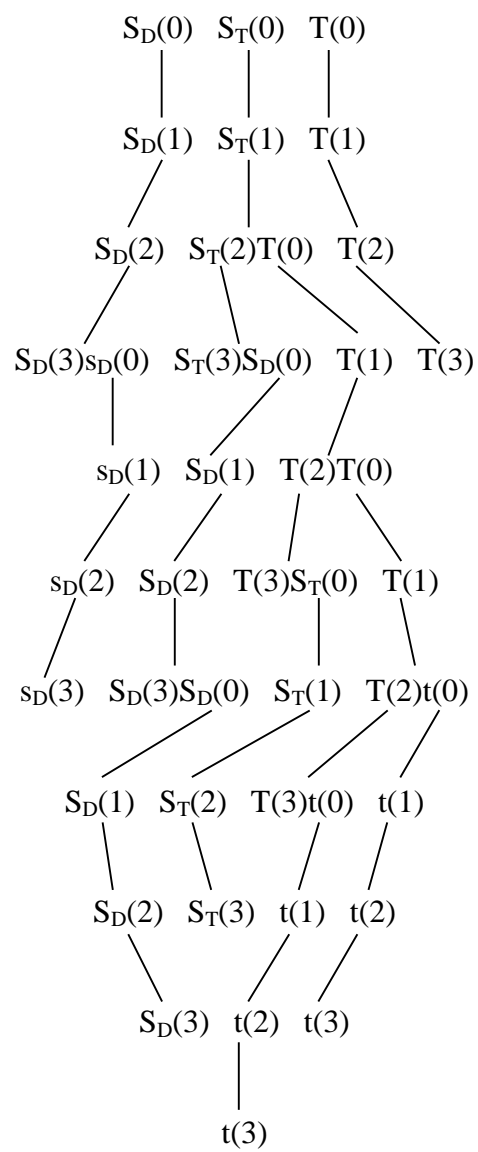 S_D(0) S_T(0) T(0)
S_D(1) S_T(1) T(1)
S_D(2) S_T(2)T(0) T(2)
S_D(3)s_D(0) S_T(3)S_D(0) T(1) T(3)
s_D(1) S_D(1) T(2)T(0)
s_D(2) S_D(2) T(3)S_T(0) T(1)
s_D(3) S_D(3)S_D(0) S_T(1) T(2)t(0)
S_D(1) S_T(2) T(3)t(0) t(1)
S_D(2) S_T(3) t(1) t(2)
S_D(3) t(2) t(3)
t(3)